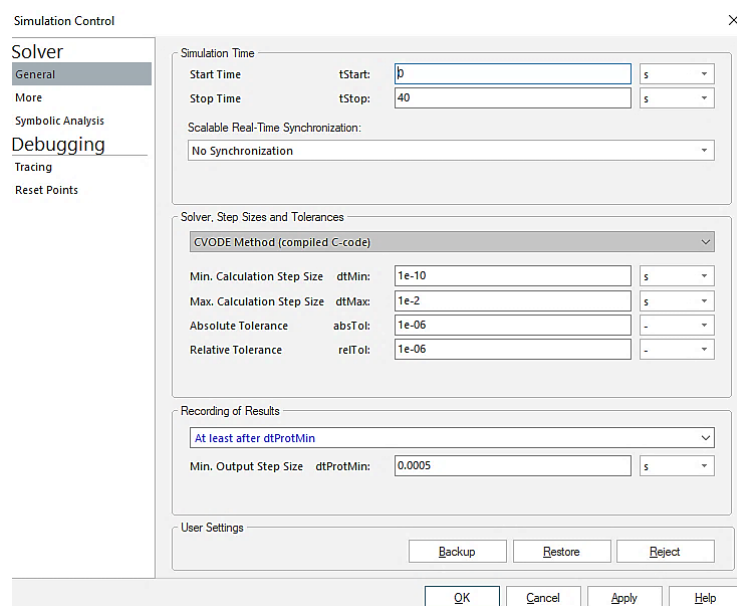 Simulation Control
Solver
General
More
Symbolic Analysis
Debugging
Tracing
Reset Points
Simulation Time
Start Time tStart: 0 s
Stop Time tStop: 40 s
Scalable Real-Time Synchronization:
No Synchronization
Solver, Step Sizes and Tolerances
CVODE Method (compiled C-code)
Min. Calculation Step Size dtMin: 1e-10 s
Max. Calculation Step Size dtMax: 1e-2 s
Absolute Tolerance absTol: 1e-06 -
Relative Tolerance relTol: 1e-06 -
Recording of Results
At least after dtProtMin
Min. Output Step Size dtProtMin: 0.0005 s
User Settings
Backup Restore Reject
OK Cancel Apply Help